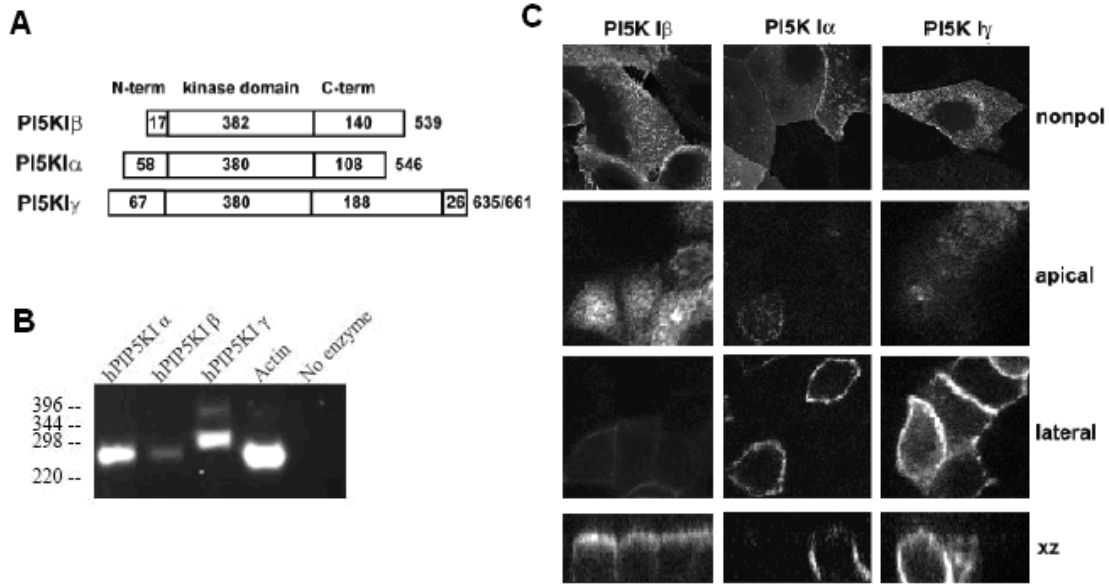 A
N-term kinase domain C-term
PI5KIβ 17 382 140 539
PI5KIα 58 380 108 546
PI5KIγ 67 380 188 26 635/661
B
hPIP5KI α hPIP5KI β hPIP5KI γ Actin No enzyme
396 --
344 --
298 --
220 --
C
PI5K Iβ PI5K Iα PI5K Iγ
nonpol
apical
lateral
xz